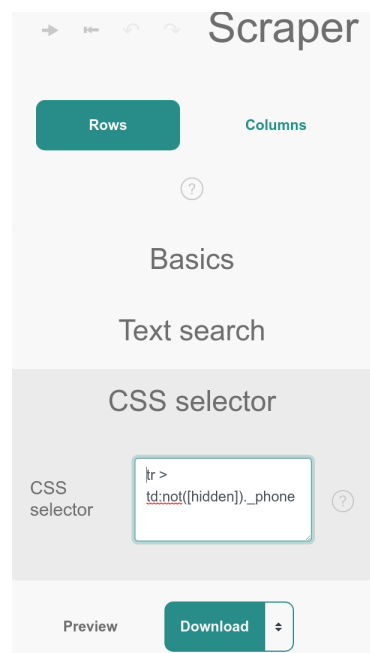 Scraper
Rows
Columns
?
Basics
Text search
CSS selector
CSS
selector
tr >
td:not([hidden])._phone
?
Preview
Download